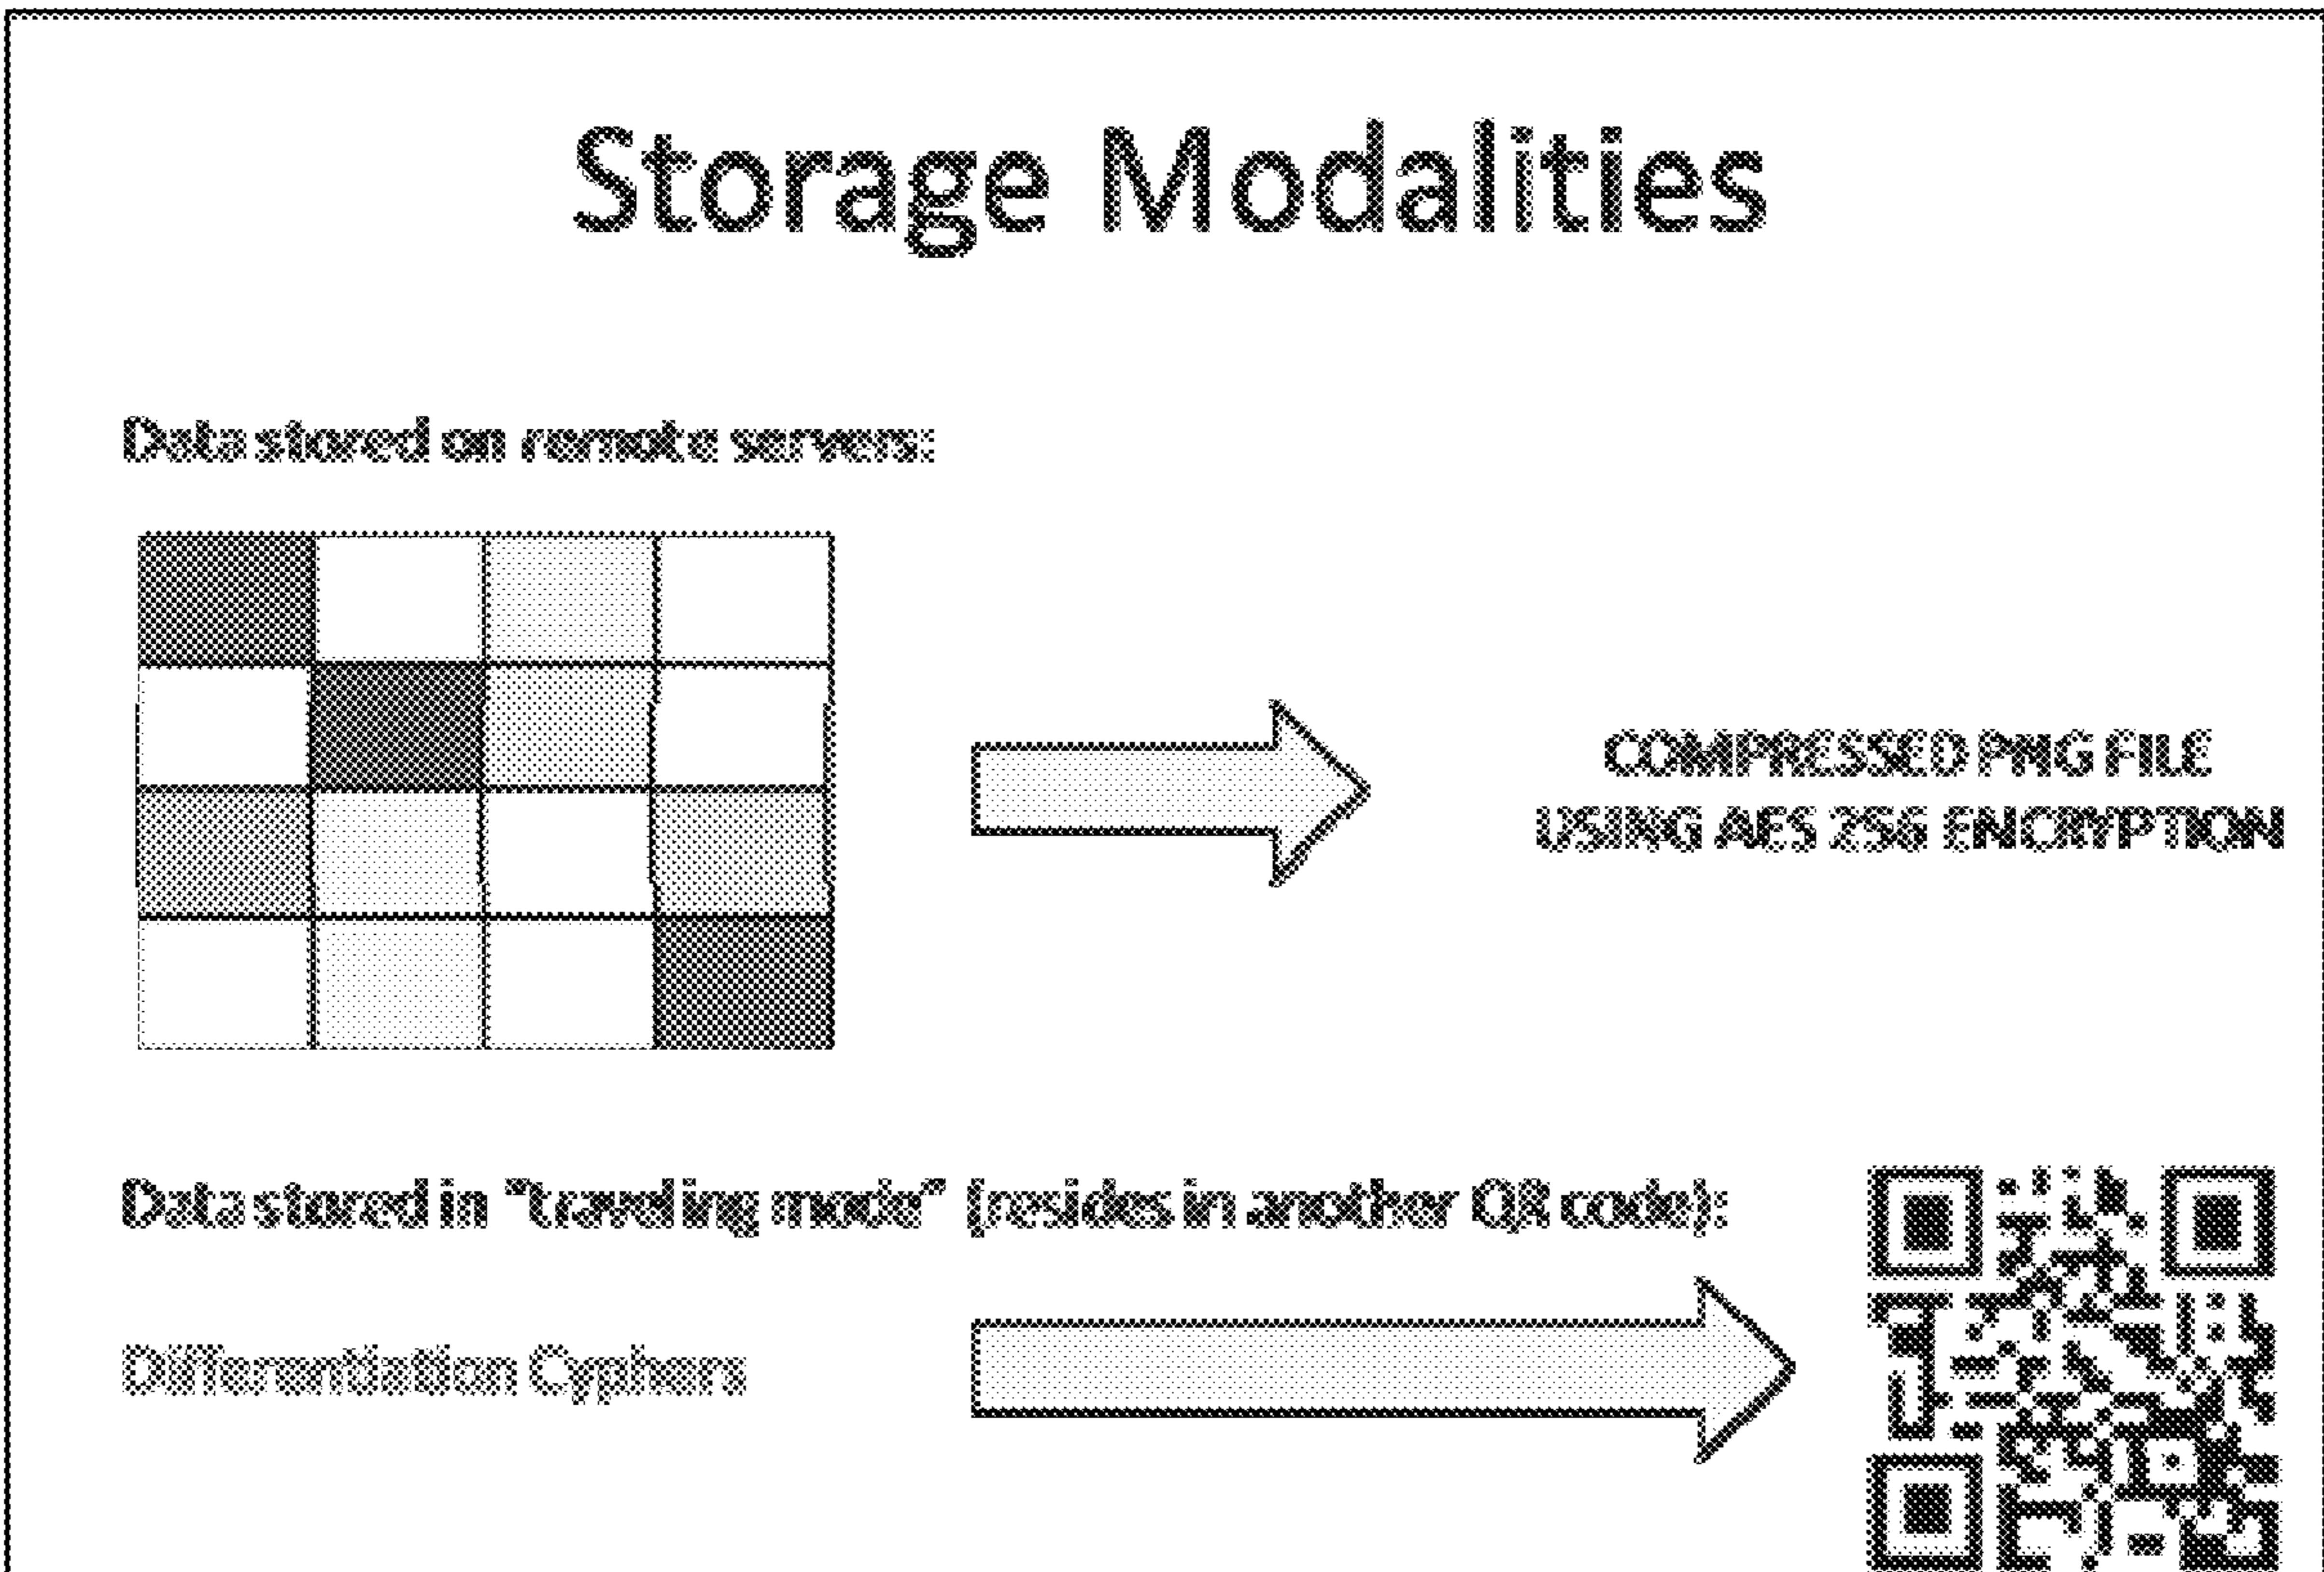 Storage Modalities
Data stored on remote servers:
COMPRESSED PNG FILE
USING AES 256 ENCRYPTION
Data stored in "traveling mode" (resides in another QR code):
Differentiation Cyphers